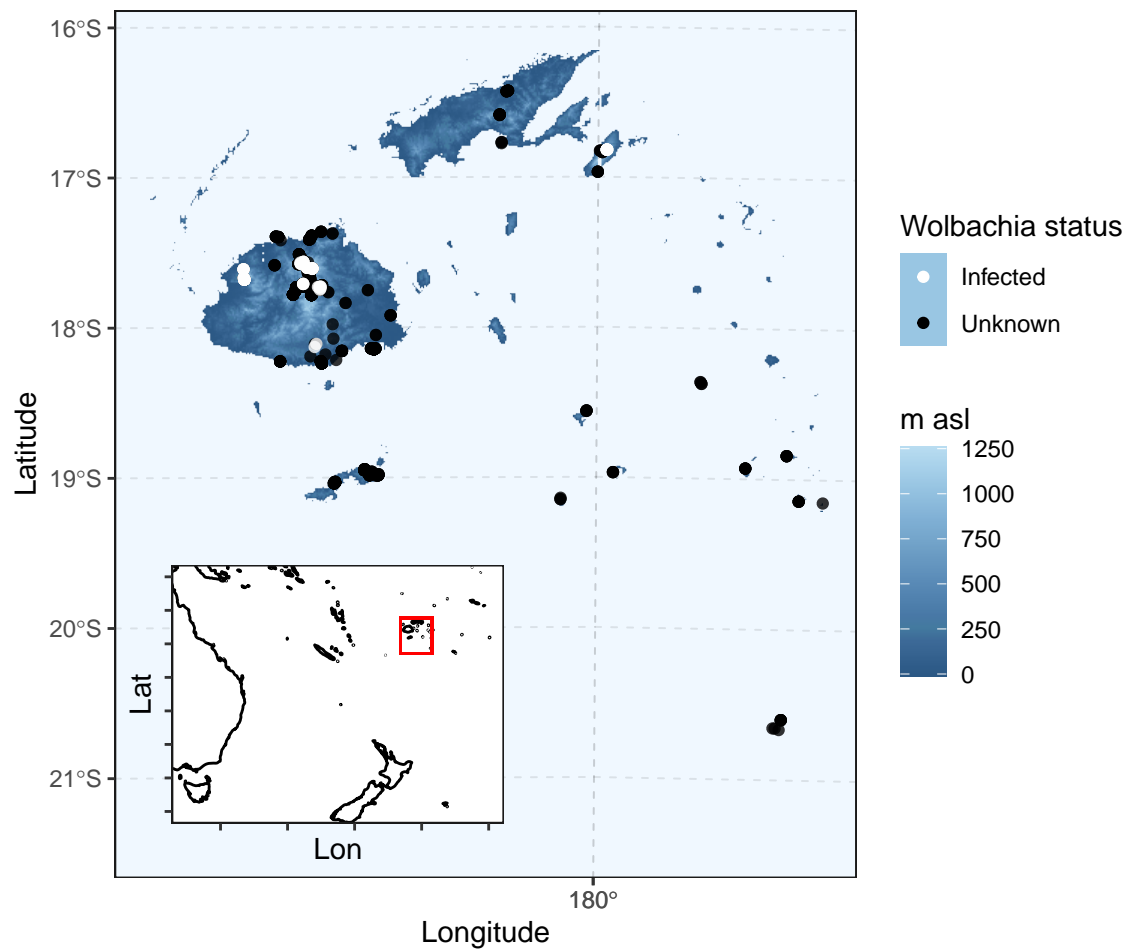 16°S
17°S
18°S
19°S
20°S
21°S
Latitude
180°
Longitude
Lat
Lon
Wolbachia status
Infected
Unknown
m asl
1250
1000
750
500
250
0